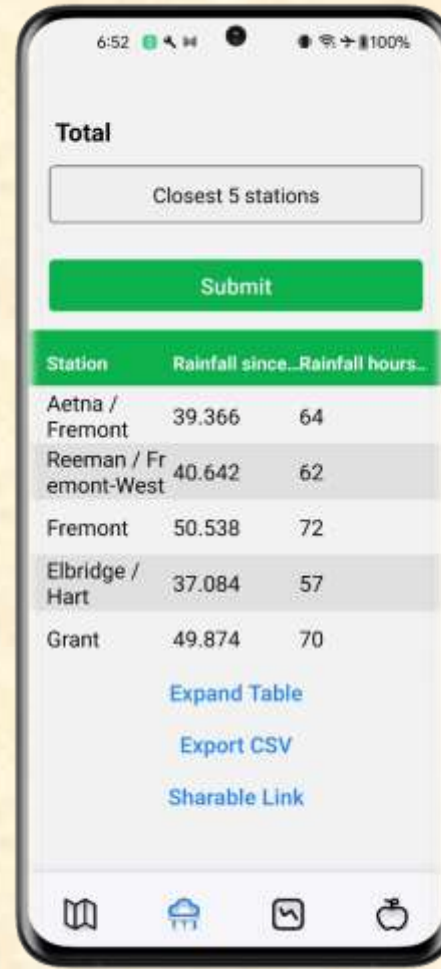 6:52 100%
Total
Closest 5 stations
Submit
Station Rainfall since... Rainfall hours...
Aetna /
Fremont 39.366 64
Reeman / Fr
emont-West 40.642 62
Fremont 50.538 72
Elbridge /
Hart 37.084 57
Grant 49.874 70
Expand Table
Export CSV
Sharable Link